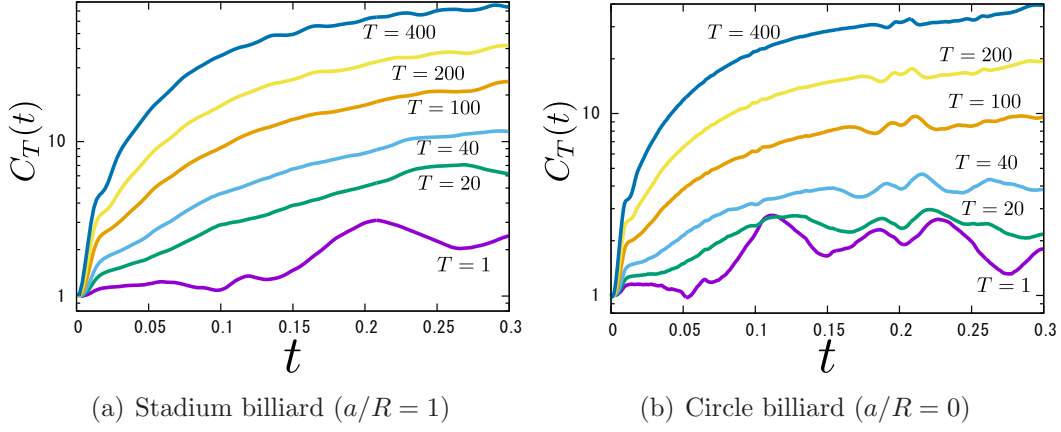 C_T(t)
10
1
T = 400
T = 200
T = 100
T = 40
T = 20
T = 1
0 0.05 0.1 0.15 0.2 0.25 0.3
t
(a) Stadium billiard (a/R = 1)
C_T(t)
10
1
T = 400
T = 200
T = 100
T = 40
T = 20
T = 1
0 0.05 0.1 0.15 0.2 0.25 0.3
t
(b) Circle billiard (a/R = 0)